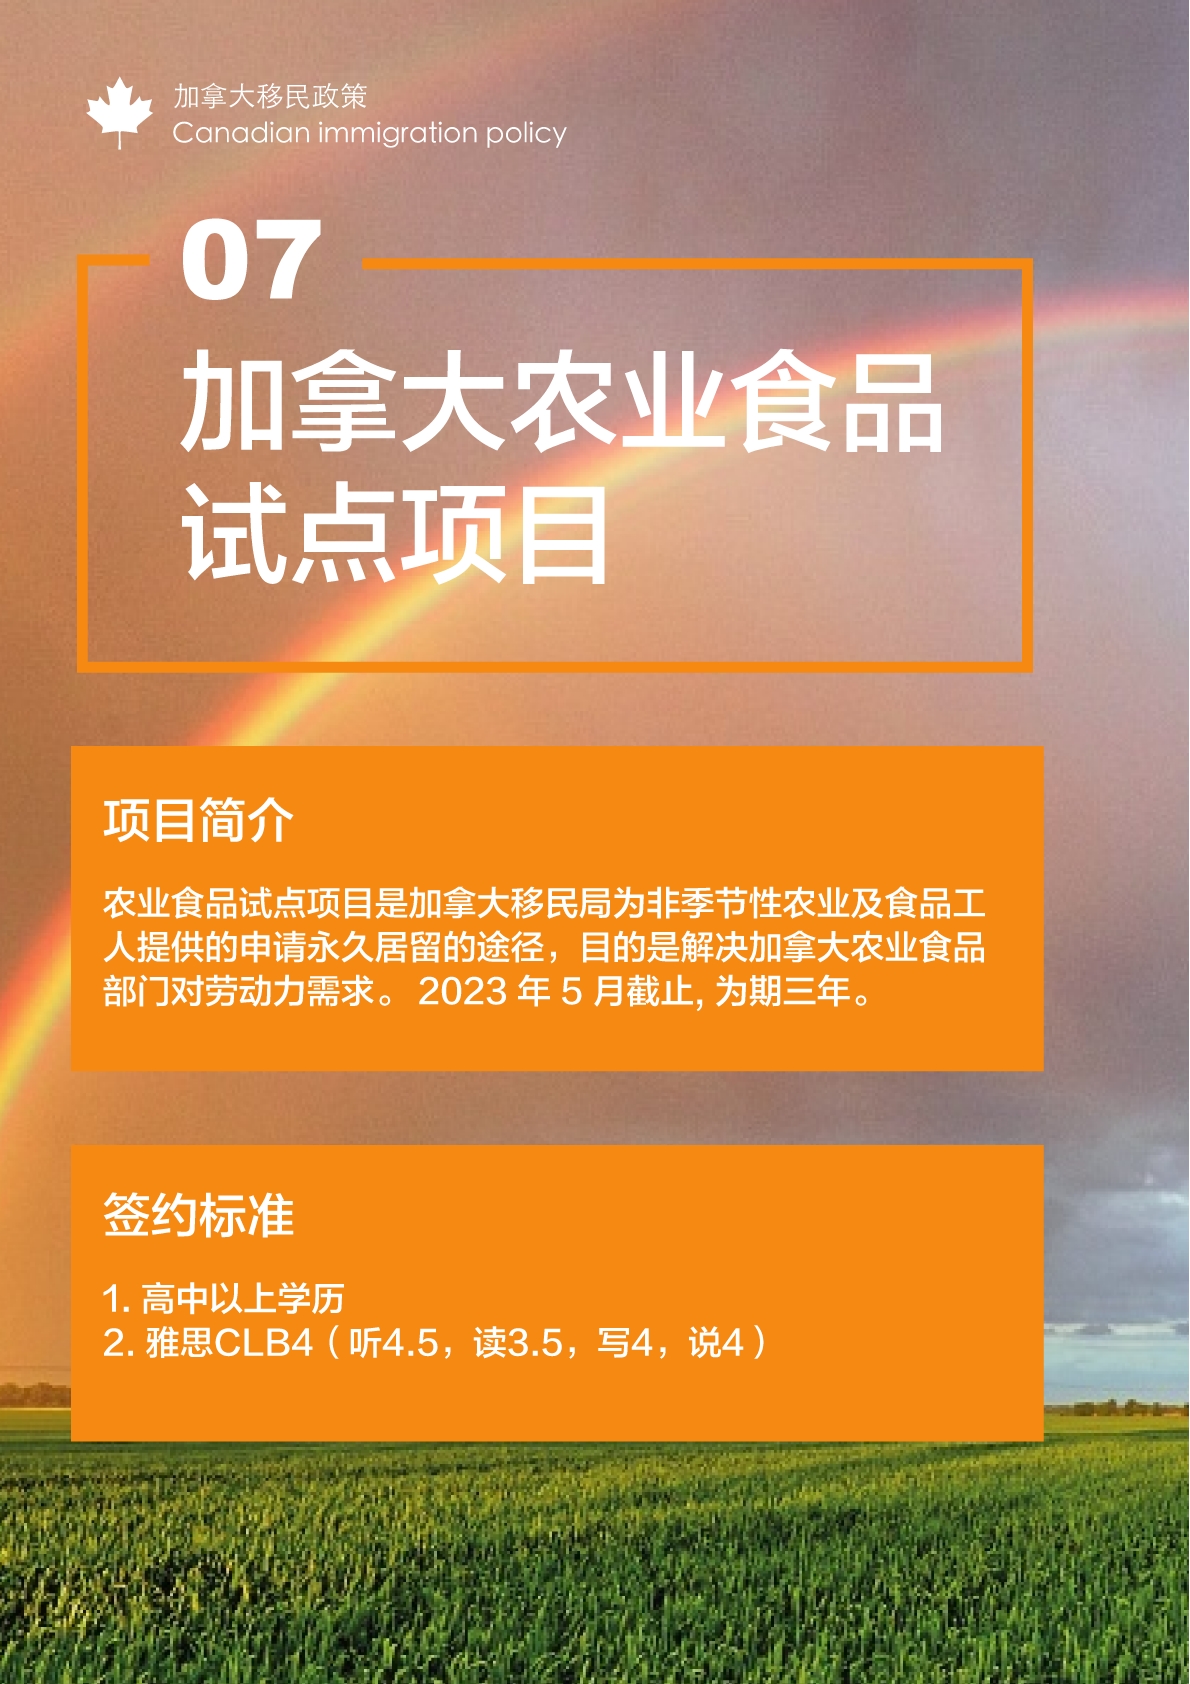 加拿大移民政策
Canadian immigration policy
07
加拿大农业食品
试点项目
项目简介
农业食品试点项目是加拿大移民局为非季节性农业及食品工
人提供的申请永久居留的途径，目的是解决加拿大农业食品
部门对劳动力需求。 2023 年 5 月截止, 为期三年。
签约标准
1. 高中以上学历
2. 雅思CLB4（听4.5，读3.5，写4，说4）